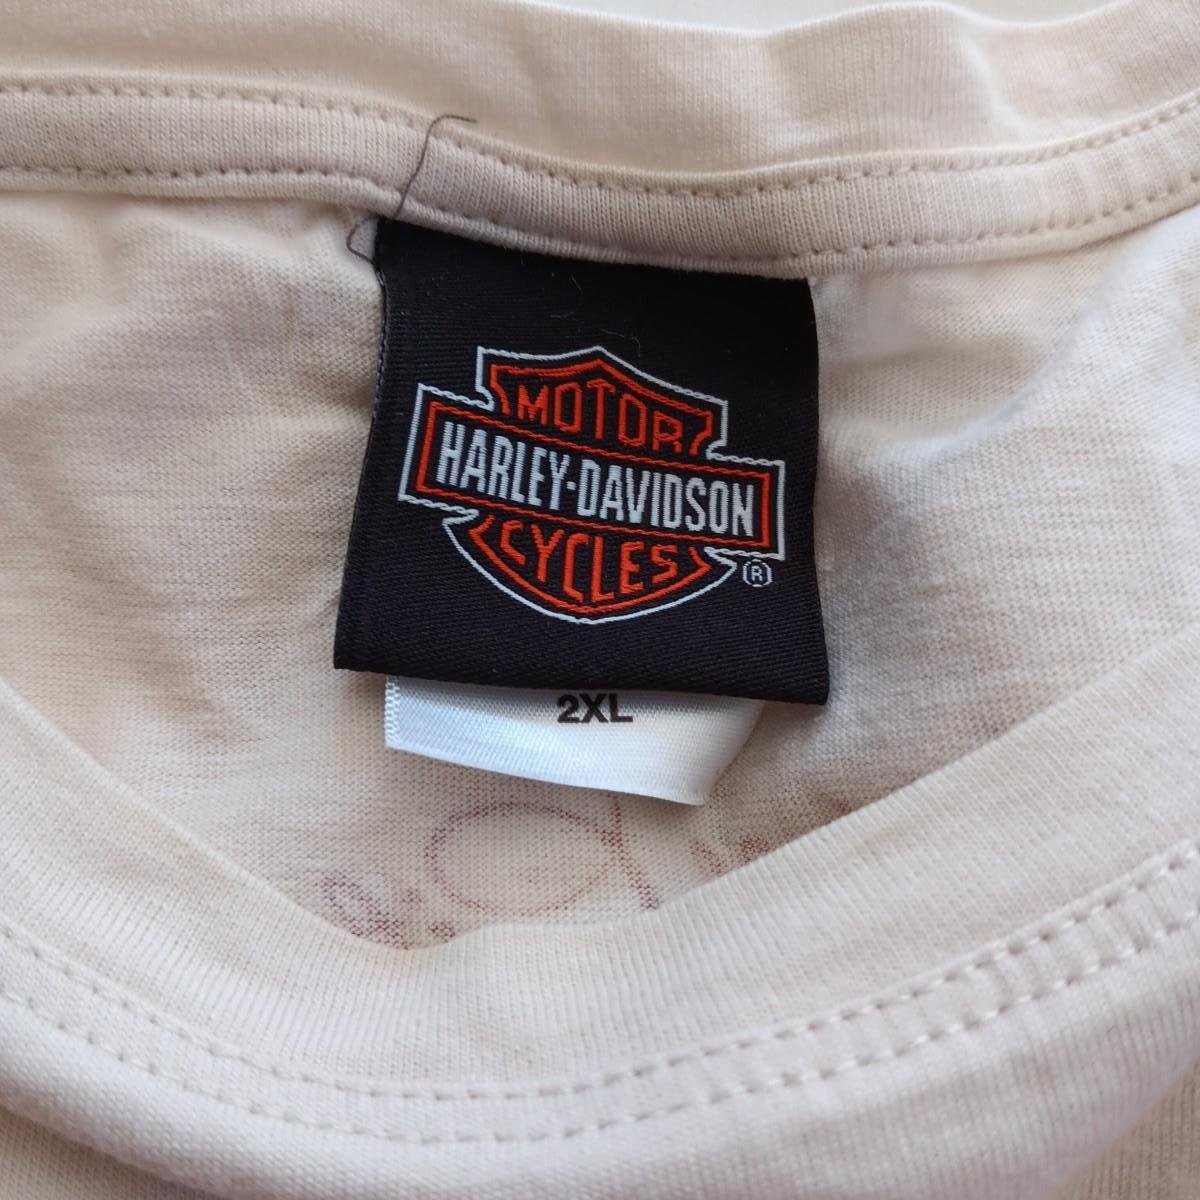 MOTOR
HARLEY-DAVIDSON
CYCLES
®
2XL